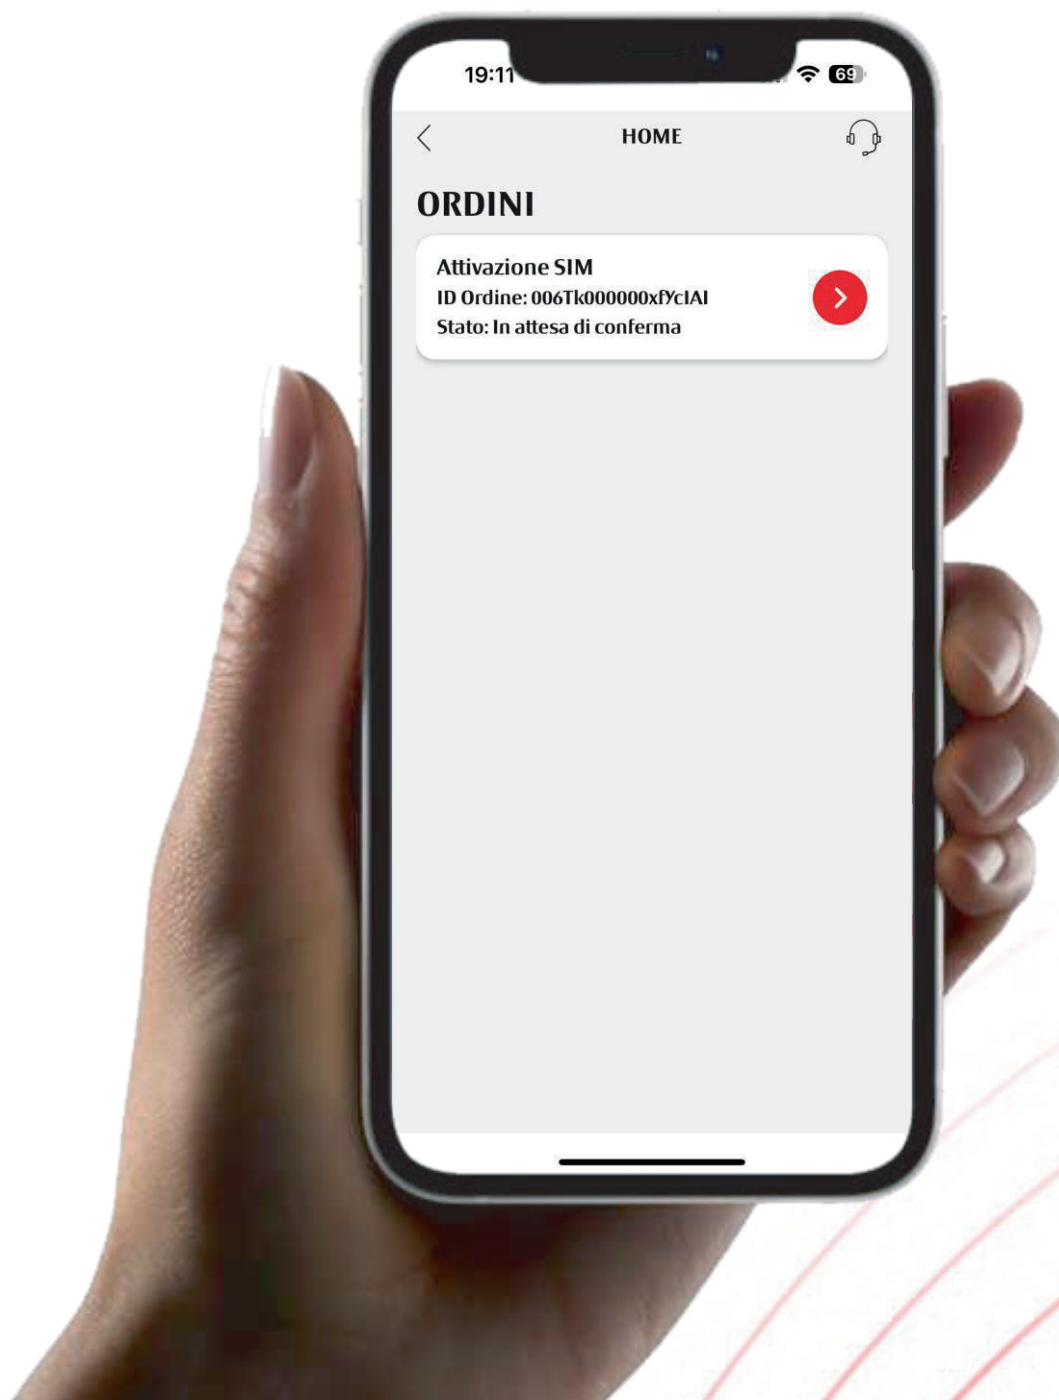 19:11
69
HOME
ORDINI
Attivazione SIM
ID Ordine: 006Tk000000xfYcIAI
Stato: In attesa di conferma